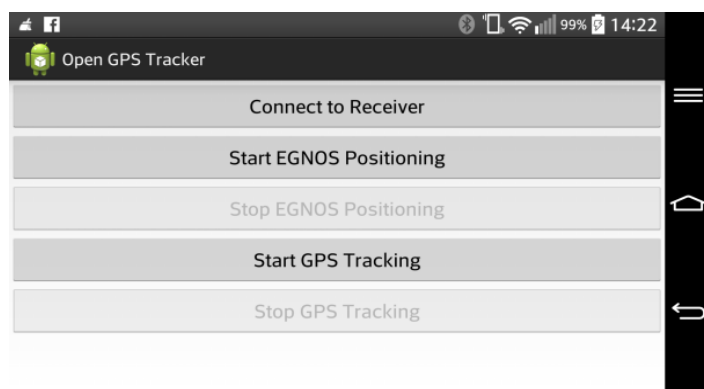 99% 14:22
Open GPS Tracker
Connect to Receiver
Start EGNOS Positioning
Stop EGNOS Positioning
Start GPS Tracking
Stop GPS Tracking